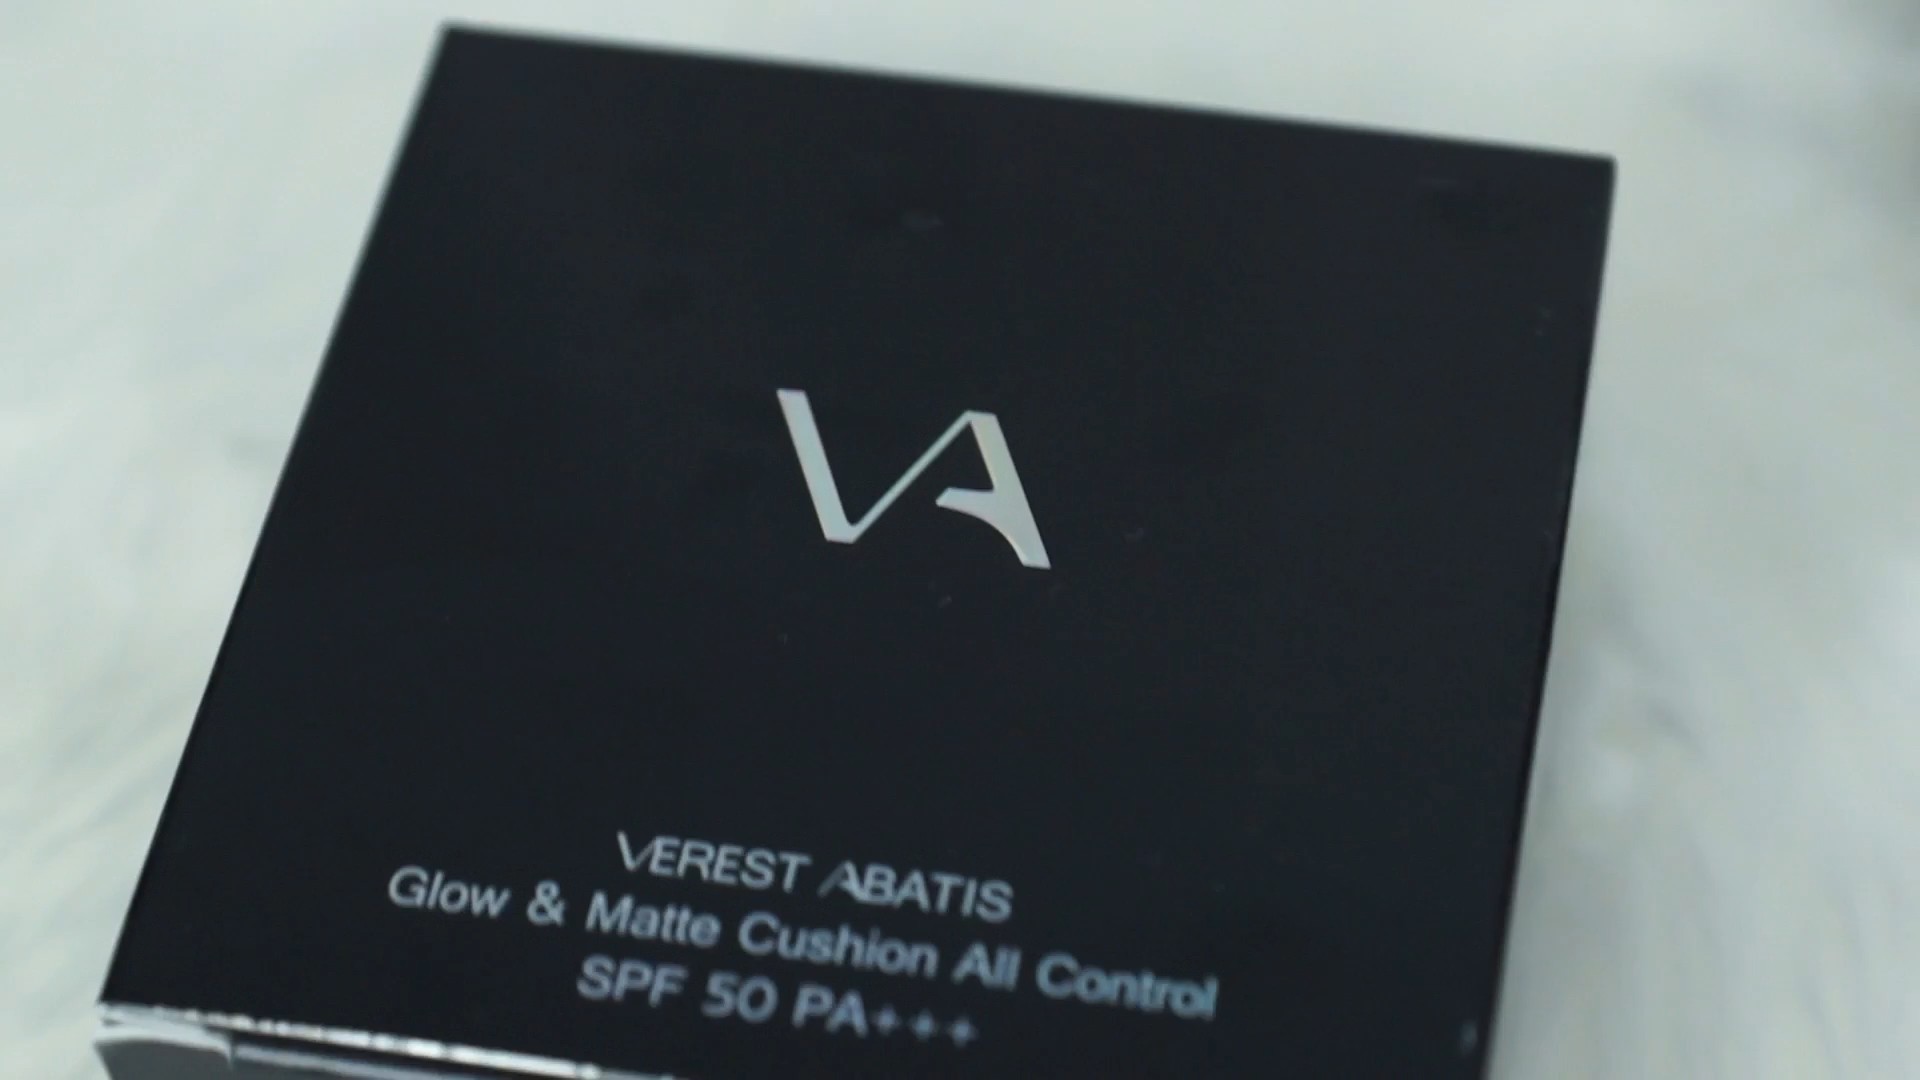 VA
VEREST ABATIS
Glow & Matte Cushion All Control
SPF 50 PA+++